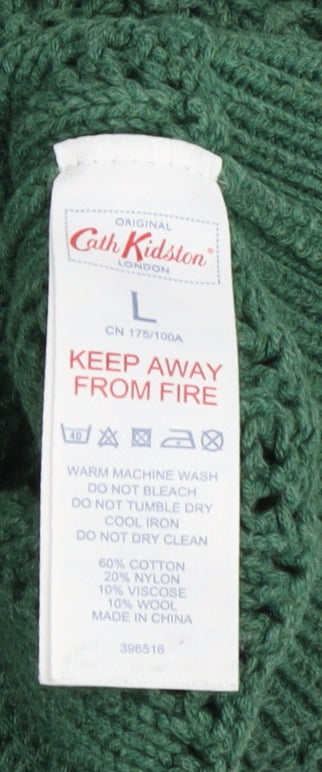 ORIGINAL
Cath Kidston®
LONDON
L
CN 175/100A
KEEP AWAY
FROM FIRE
40
WARM MACHINE WASH
DO NOT BLEACH
DO NOT TUMBLE DRY
COOL IRON
DO NOT DRY CLEAN
60% COTTON
20% NYLON
10% VISCOSE
10% WOOL
MADE IN CHINA
396516